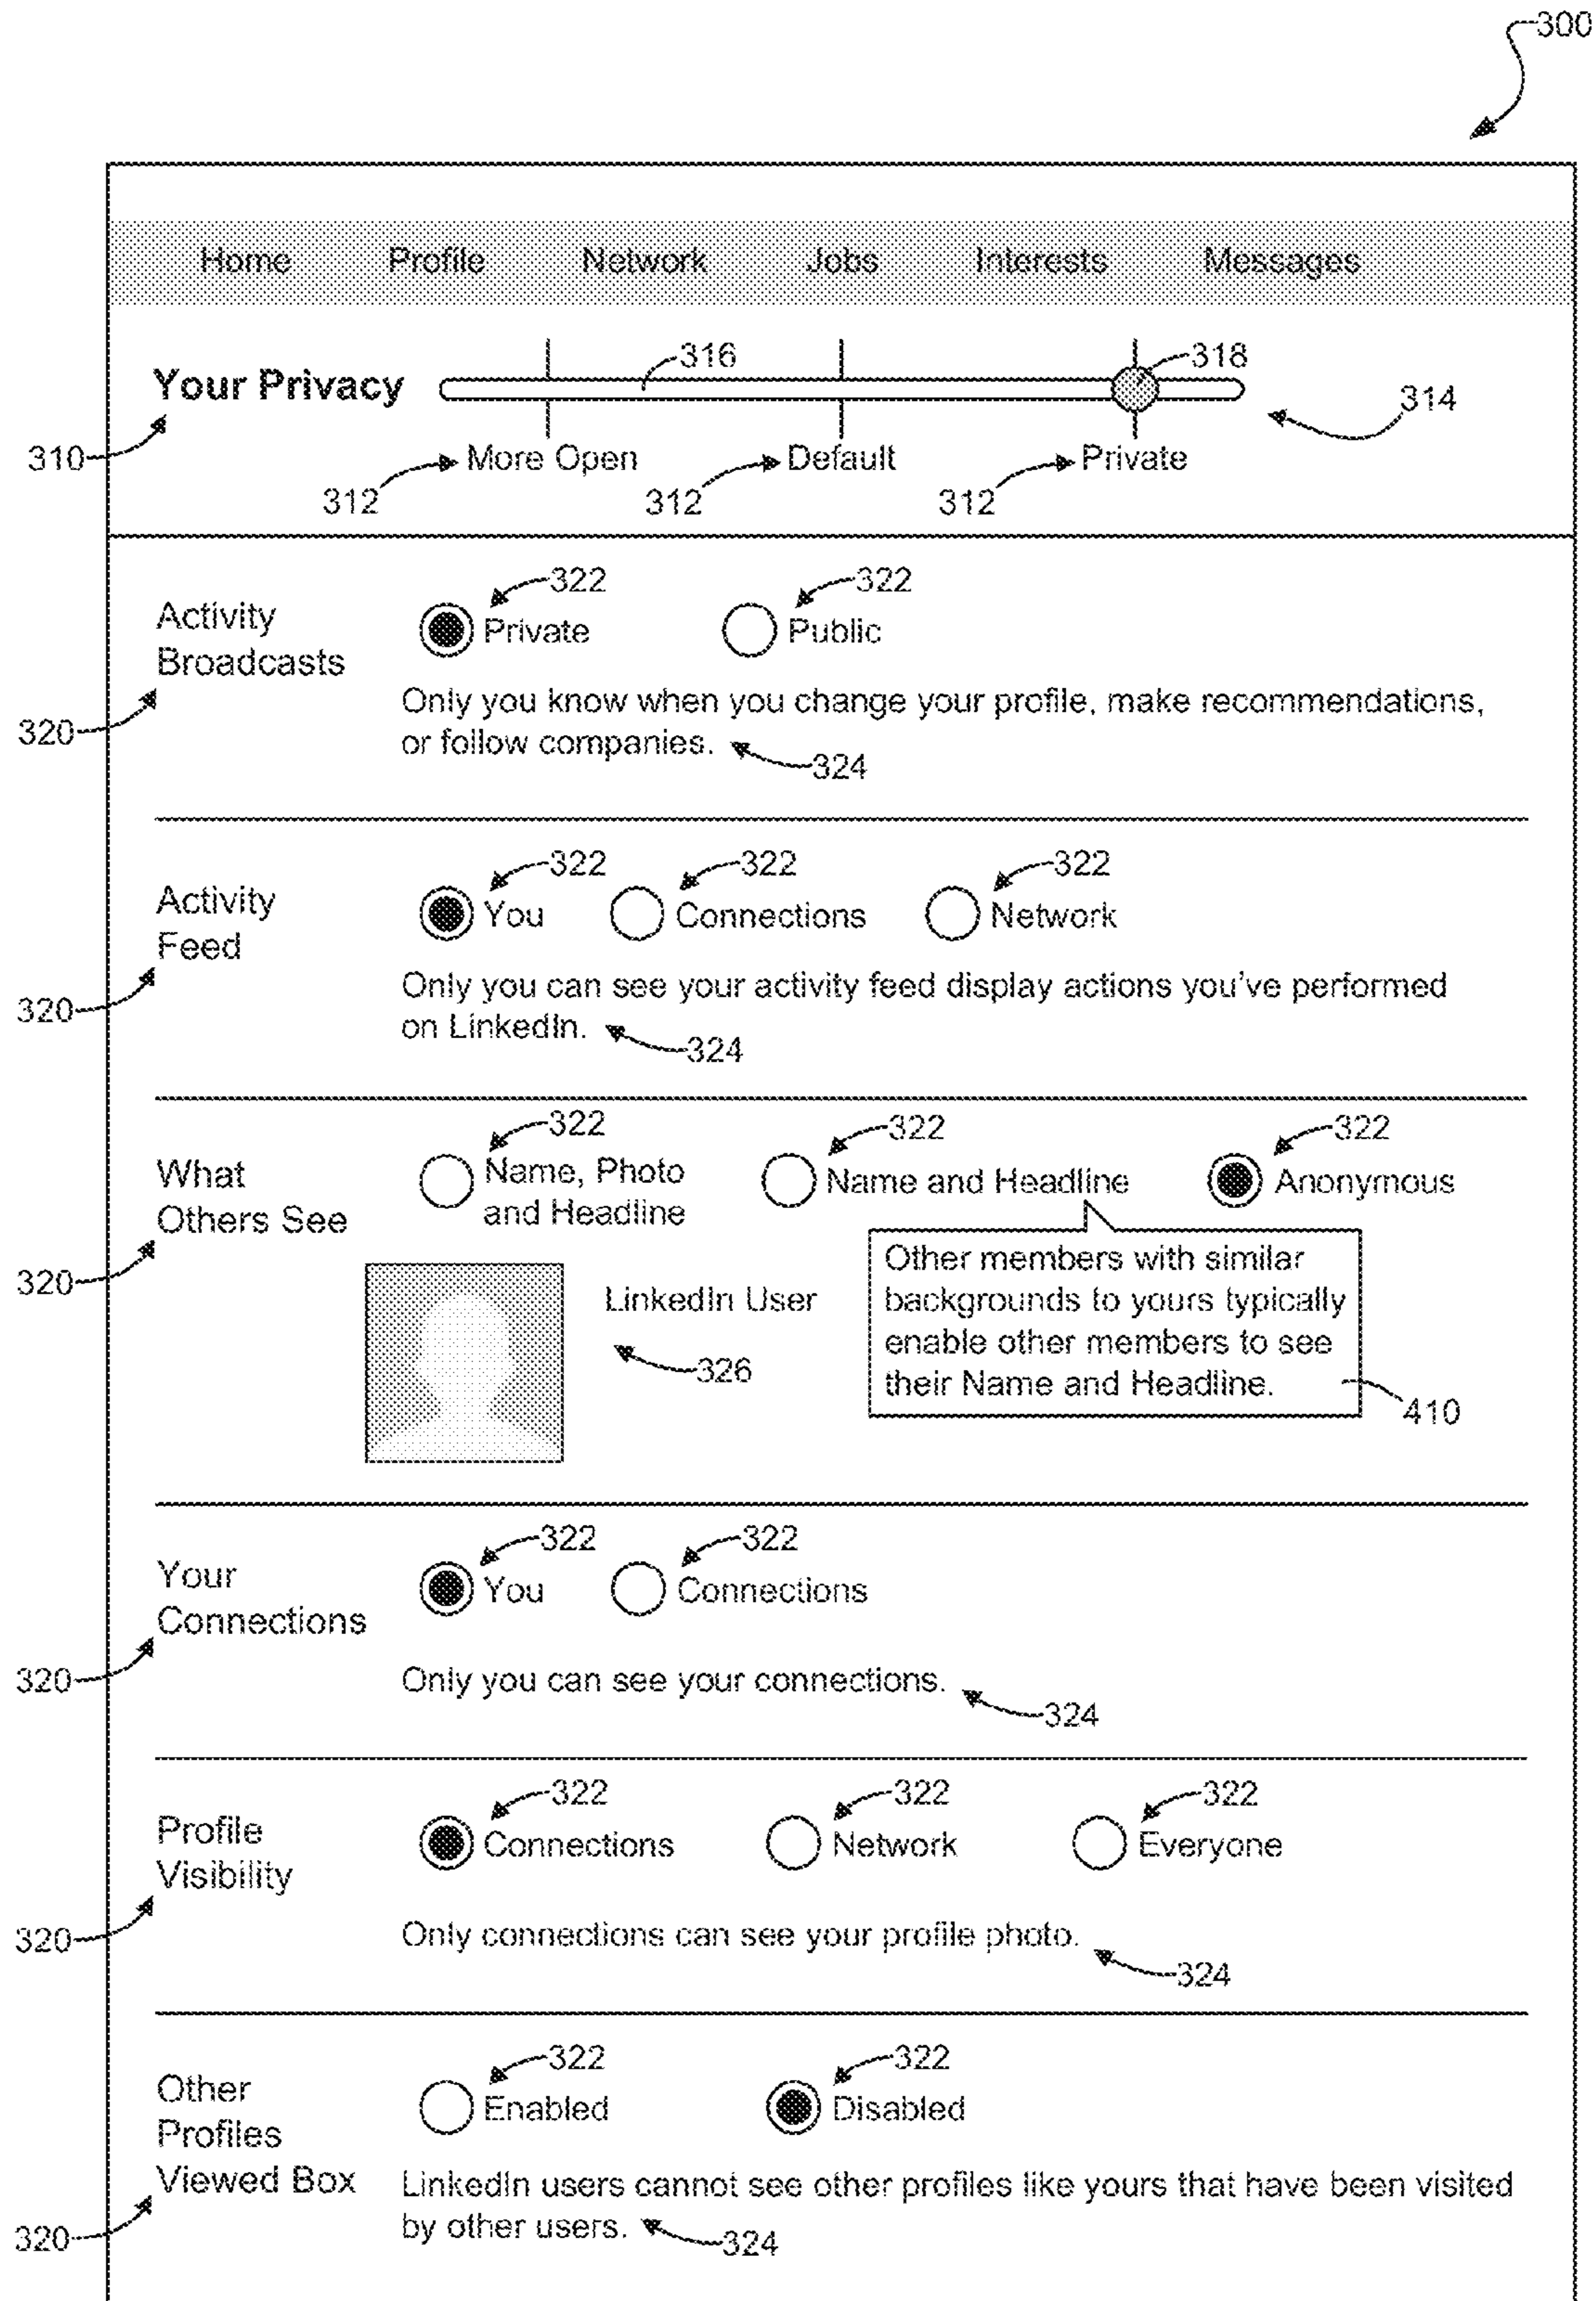 300
Home Profile Network Jobs Interests Messages
316 318
Your Privacy
314
310 More Open Default Private
312 312 312
322 322
Activity
Broadcasts
Private Public
320
Only you know when you change your profile, make recommendations,
or follow companies.
324
322 322 322
Activity
Feed
You Connections Network
320
Only you can see your activity feed display actions you've performed
on LinkedIn.
324
322 322 322
What
Others See
Name, Photo
and Headline
Name and Headline
Anonymous
320
LinkedIn User
326
Other members with similar
backgrounds to yours typically
enable other members to see
their Name and Headline.
410
322 322
Your
Connections
You Connections
320
Only you can see your connections.
324
322 322 322
Profile
Visibility
Connections Network Everyone
320
Only connections can see your profile photo.
324
322 322
Other
Profiles
Viewed Box
Enabled Disabled
320
LinkedIn users cannot see other profiles like yours that have been visited
by other users.
324